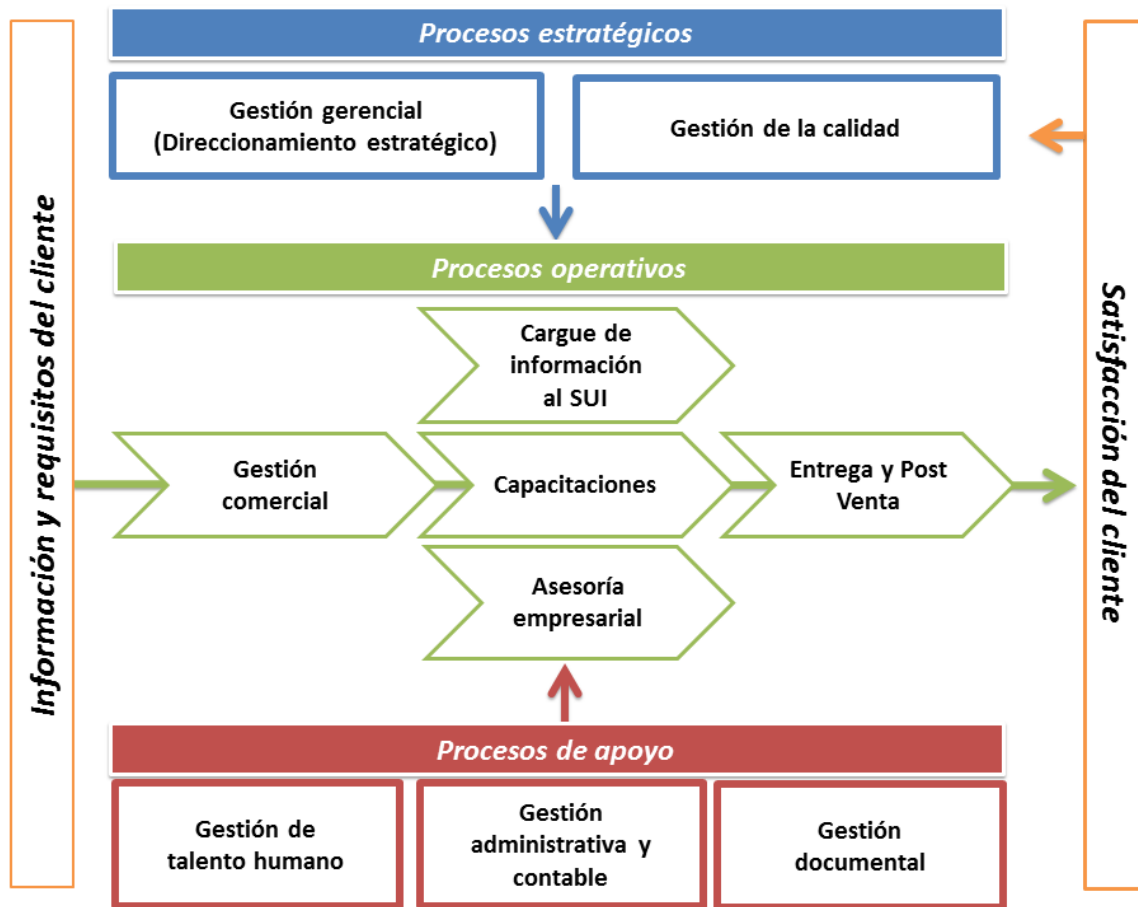 Procesos estratégicos
Gestión gerencial
(Direccionamiento estratégico)
Gestión de la calidad
Información y requisitos del cliente
Procesos operativos
Cargue de
información
al SUI
Gestión
comercial
Capacitaciones
Entrega y Post
Venta
Asesoría
empresarial
Satisfacción del cliente
Procesos de apoyo
Gestión de
talento humano
Gestión
administrativa y
contable
Gestión
documental